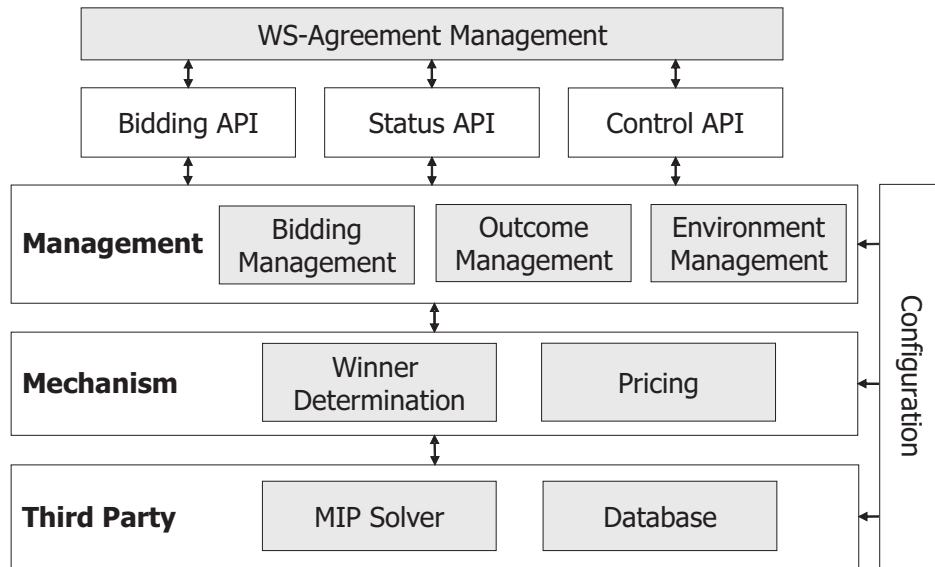 WS-Agreement Management
Bidding API
Status API
Control API
Management
Bidding
Management
Outcome
Management
Environment
Management
Mechanism
Winner
Determination
Pricing
Third Party
MIP Solver
Database
Configuration